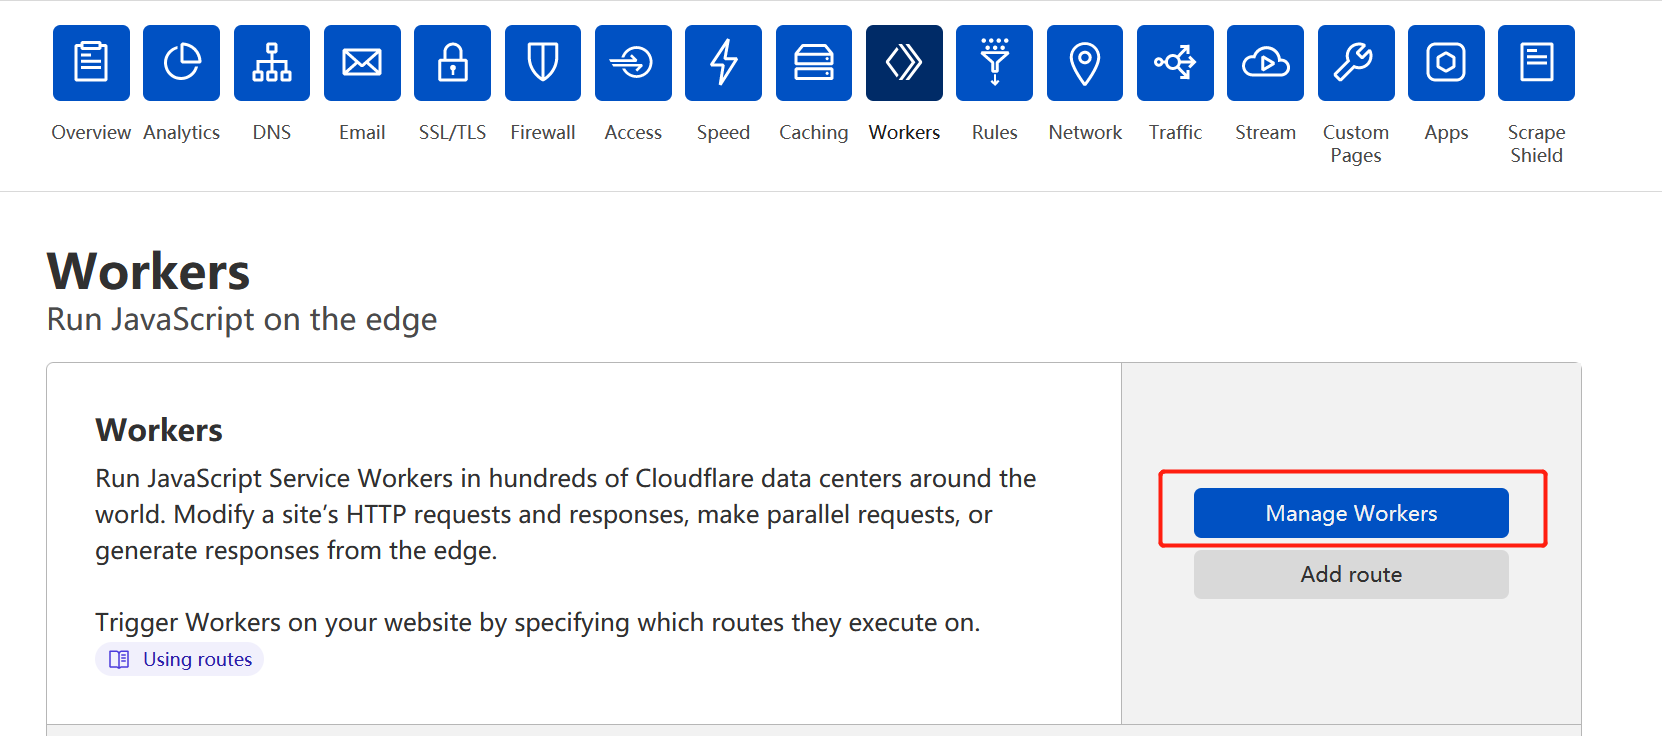 Overview Analytics DNS Email SSL/TLS Firewall Access Speed Caching Workers Rules Network Traffic Stream Custom Pages Apps Scrape Shield
Workers
Run JavaScript on the edge
Workers
Run JavaScript Service Workers in hundreds of Cloudflare data centers around the
world. Modify a site’s HTTP requests and responses, make parallel requests, or
generate responses from the edge.
Trigger Workers on your website by specifying which routes they execute on.
Using routes
Manage Workers
Add route